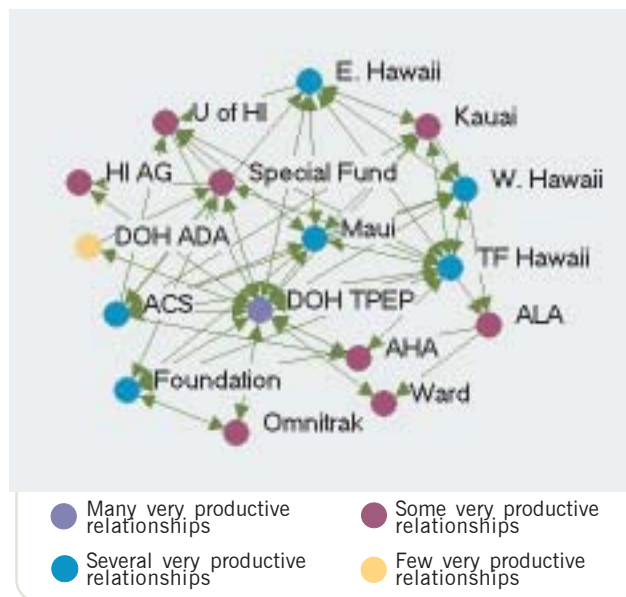 E. Hawaii
U of HI
Kauai
HI AG
Special Fund
W. Hawaii
DOH ADA
Maui
TF Hawaii
ACS
DOH TPEP
ALA
AHA
Foundation
Ward
Omnitrak
Many very productive
relationships
Some very productive
relationships
Several very productive
relationships
Few very productive
relationships